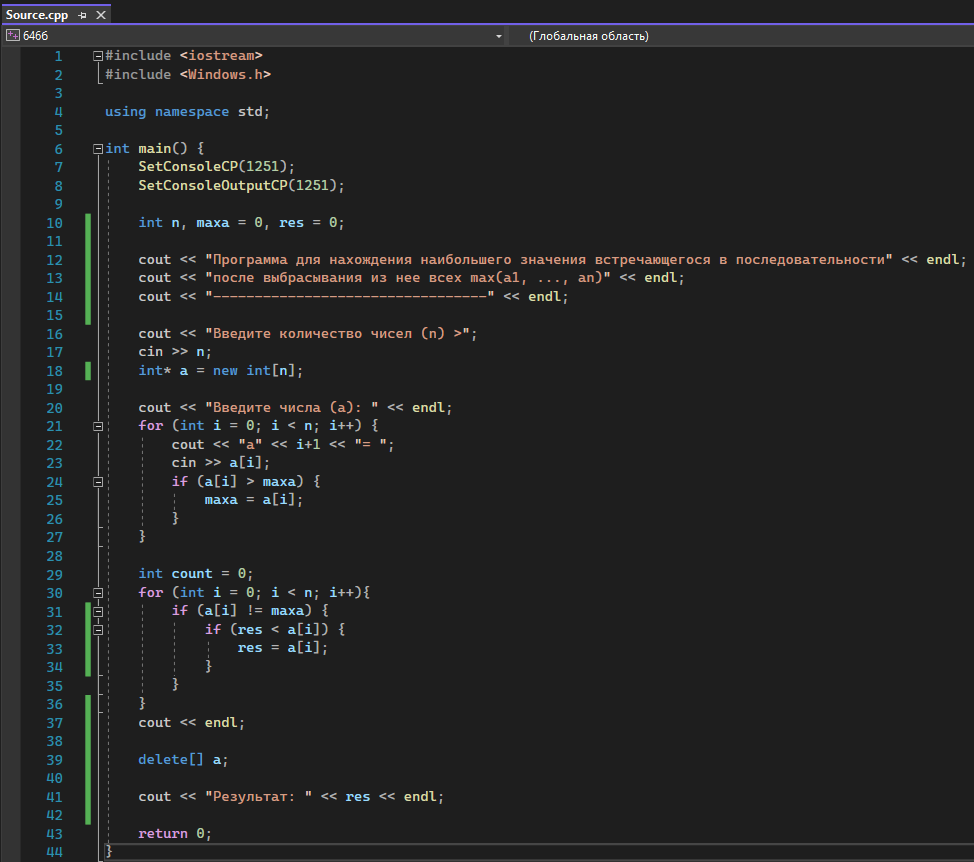 Source.cpp
646б (Глобальная область)
1 #include <iostream>
2 #include <Windows.h>
3
4 using namespace std;
5
6 int main() {
7 SetConsoleCP(1251);
8 SetConsoleOutputCP(1251);
9
10 int n, maxa = 0, res = 0;
11
12 cout << "Программа для нахождения наибольшего значения встречающегося в последовательности" << endl;
13 cout << "после выбрасывания из нее всех max(a1, ..., an)" << endl;
14 cout << "---------------------------------" << endl;
15
16 cout << "Введите количество чисел (n) >";
17 cin >> n;
18 int* a = new int[n];
19
20 cout << "Введите числа (a): " << endl;
21 for (int i = 0; i < n; i++) {
22 cout << "a" << i+1 << "= ";
23 cin >> a[i];
24 if (a[i] > maxa) {
25 maxa = a[i];
26 }
27 }
28
29 int count = 0;
30 for (int i = 0; i < n; i++){
31 if (a[i] != maxa) {
32 if (res < a[i]) {
33 res = a[i];
34 }
35 }
36 }
37 cout << endl;
38
39 delete[] a;
40
41 cout << "Результат: " << res << endl;
42
43 return 0;
44 }